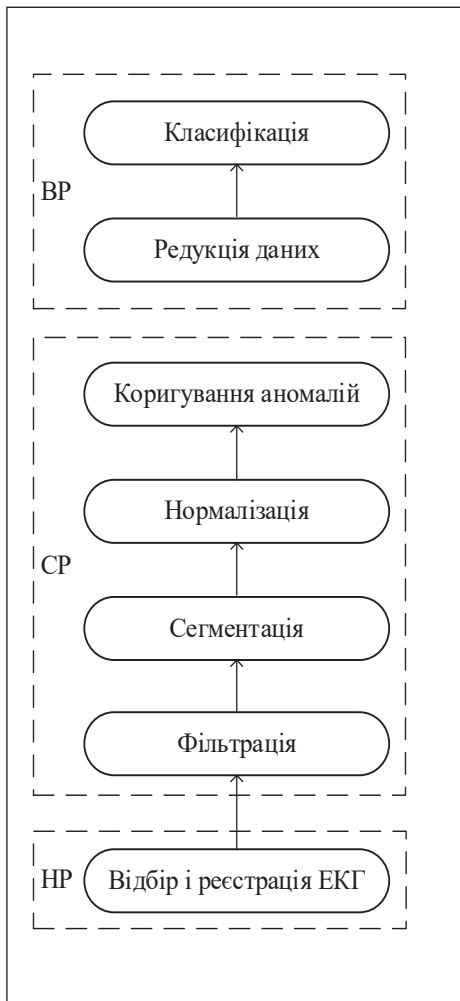 Класифікація
ВР
Редукція даних
Коригування аномалій
Нормалізація
СР
Сегментація
Фільтрація
НР
Відбір і реєстрація ЕКГ